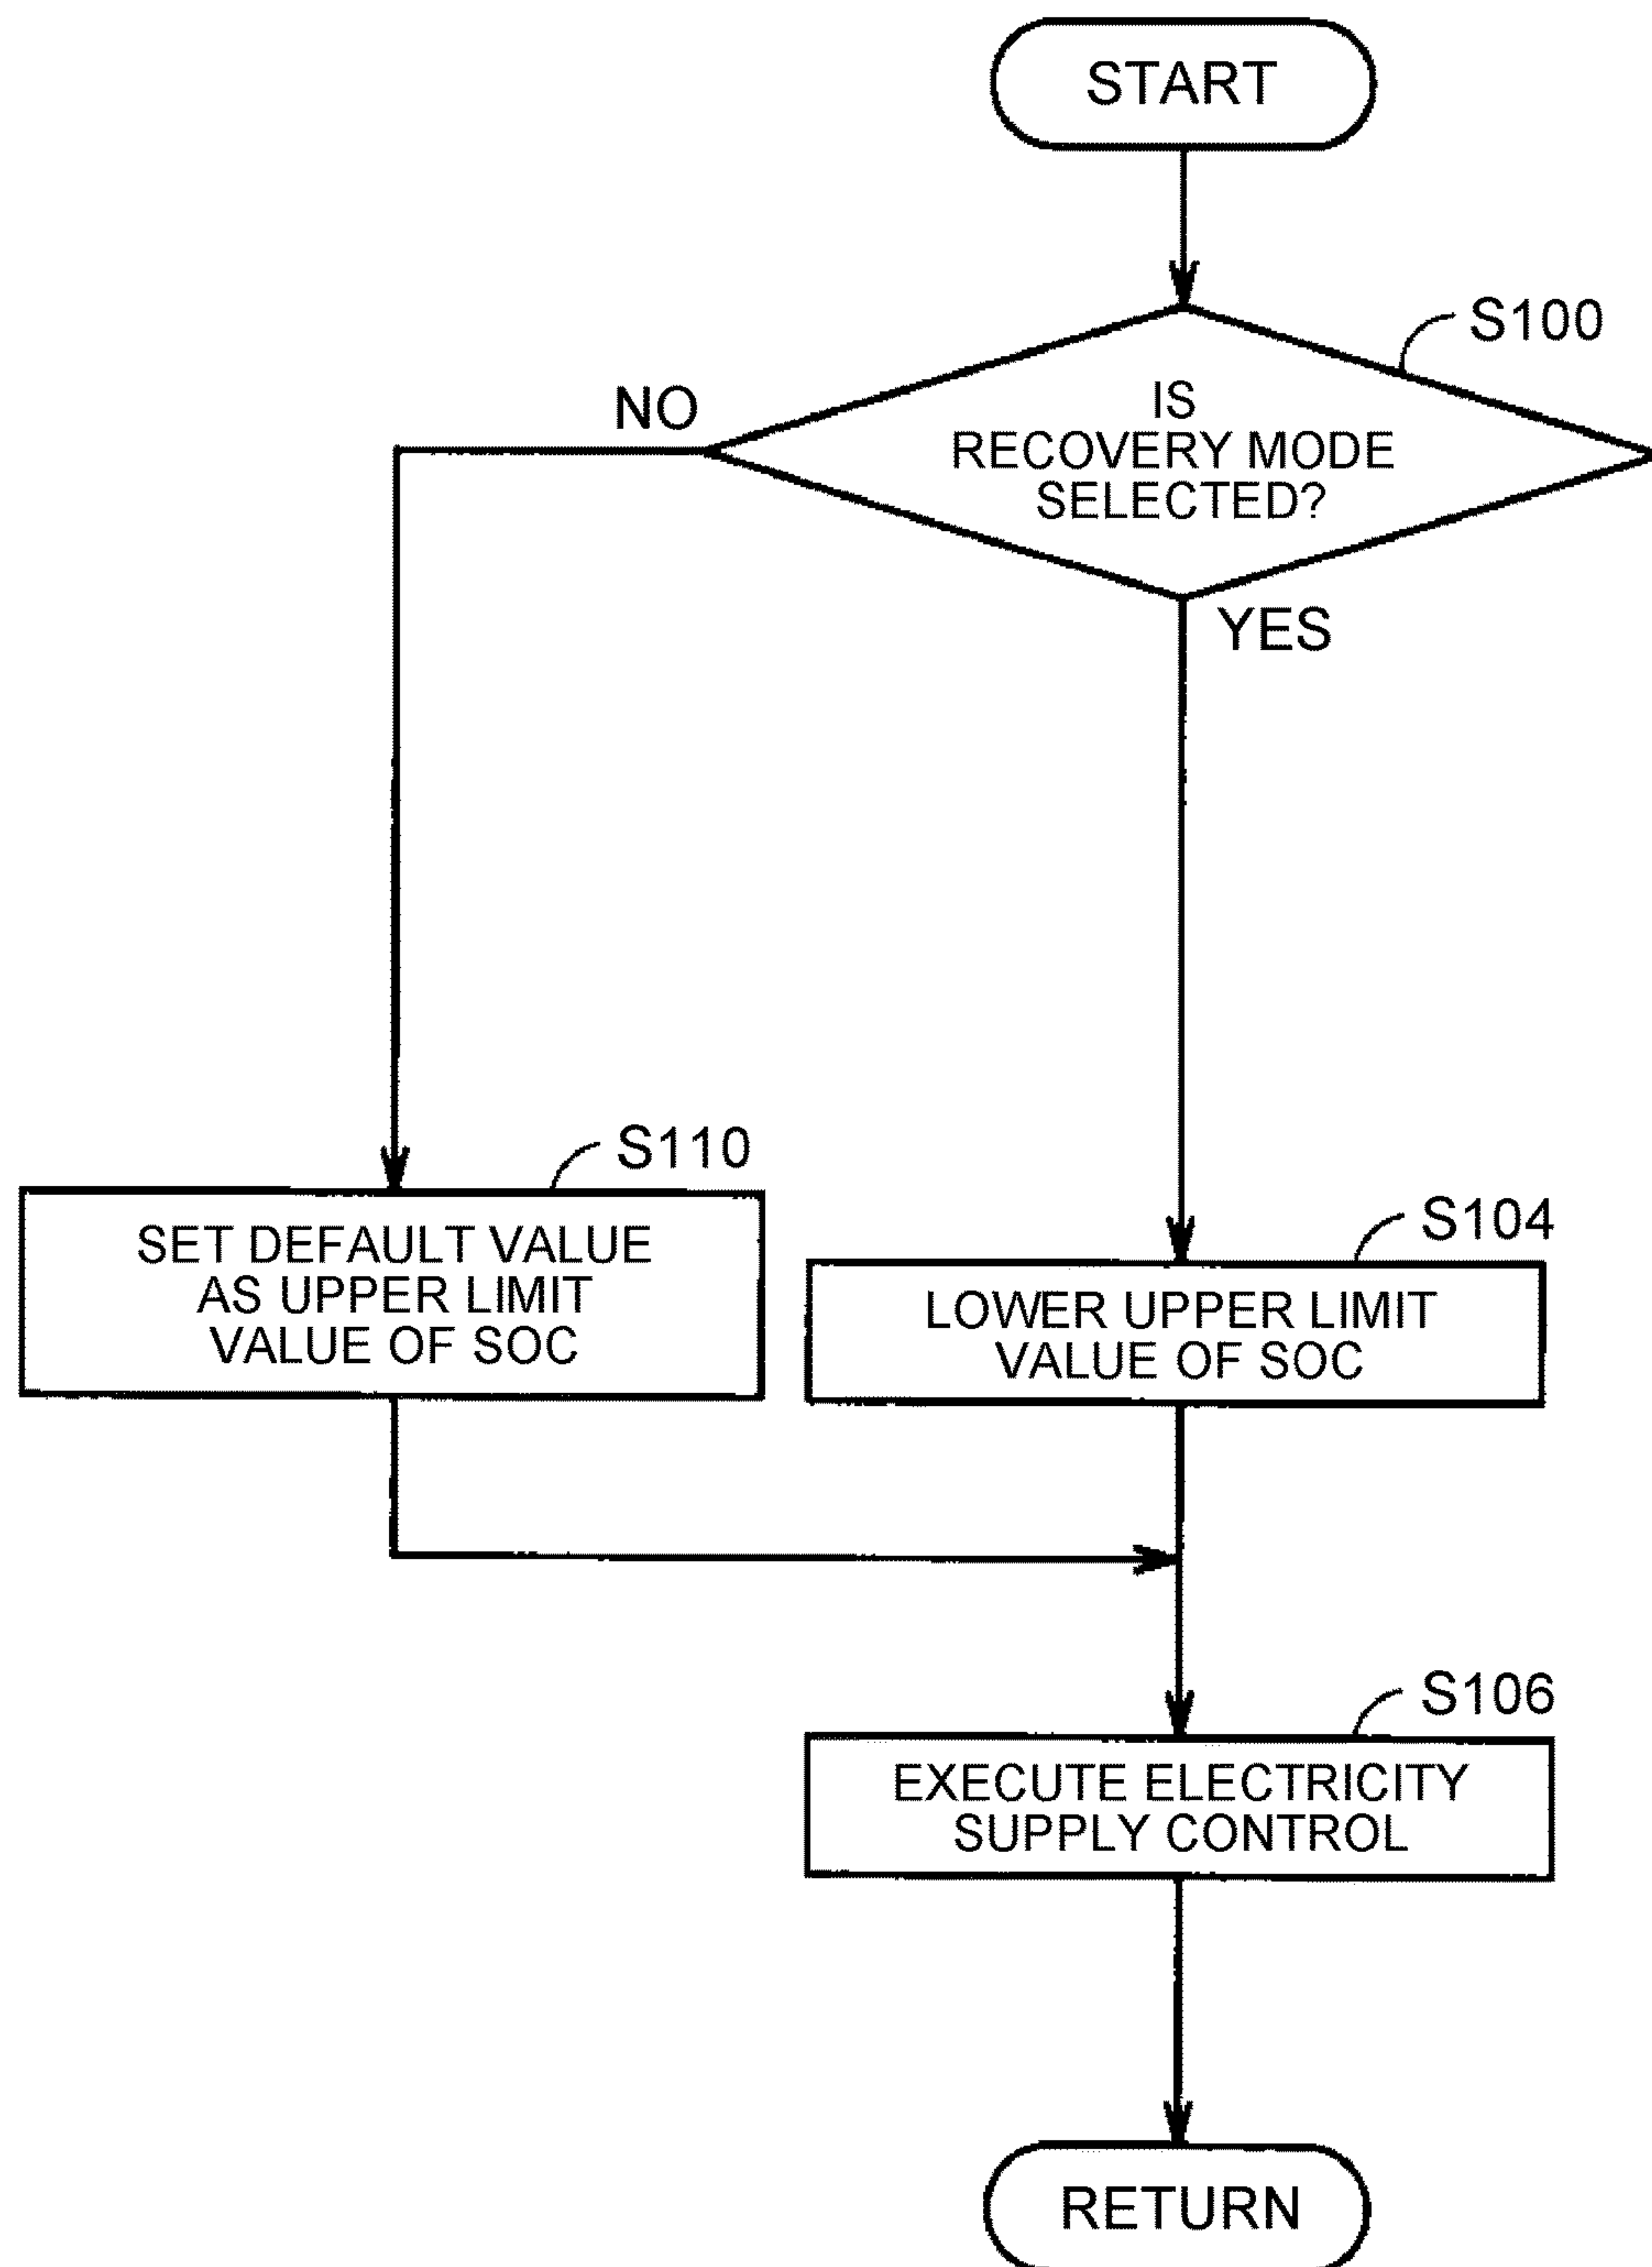 START
S100
IS
RECOVERY MODE
SELECTED?
NO
YES
S110
SET DEFAULT VALUE
AS UPPER LIMIT
VALUE OF SOC
S104
LOWER UPPER LIMIT
VALUE OF SOC
S106
EXECUTE ELECTRICITY
SUPPLY CONTROL
RETURN